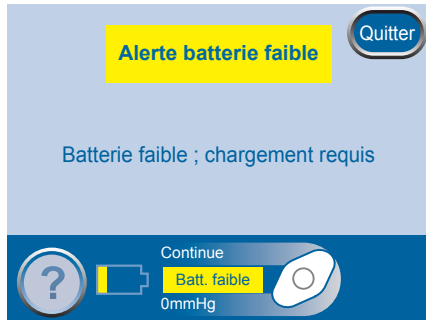 Quitter
Alerte batterie faible
Batterie faible ; chargement requis
?
Continue
Batt. faible
0mmHg